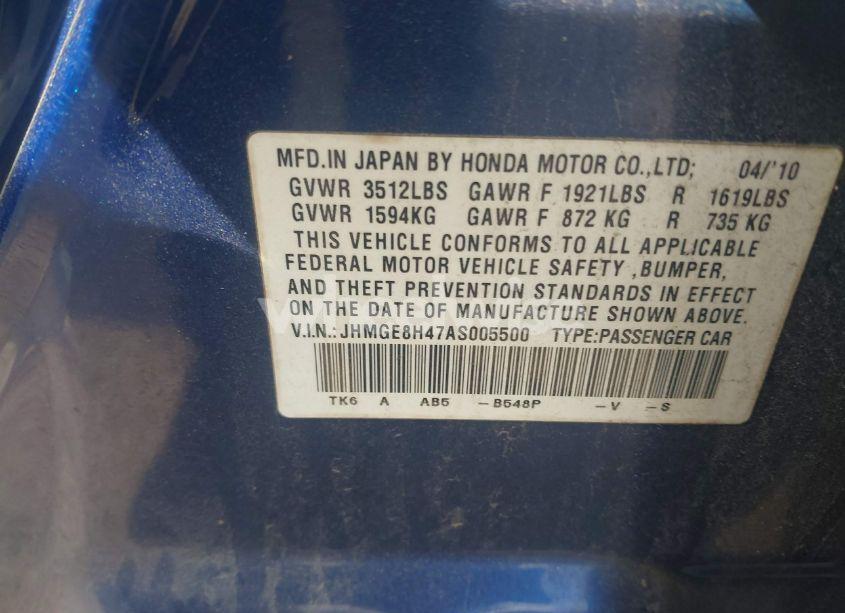 MFD.IN JAPAN BY HONDA MOTOR CO.,LTD; 04/'10
GVWR 3512LBS GAWR F 1921LBS R 1619LBS
GVWR 1594KG GAWR F 872 KG R 735 KG
THIS VEHICLE CONFORMS TO ALL APPLICABLE
FEDERAL MOTOR VEHICLE SAFETY ,BUMPER,
AND THEFT PREVENTION STANDARDS IN EFFECT
ON THE DATE OF MANUFACTURE SHOWN ABOVE.
V.I.N.: JHMGE8H47AS005500 TYPE:PASSENGER CAR
TK6 A AB5 -B548P -V -S